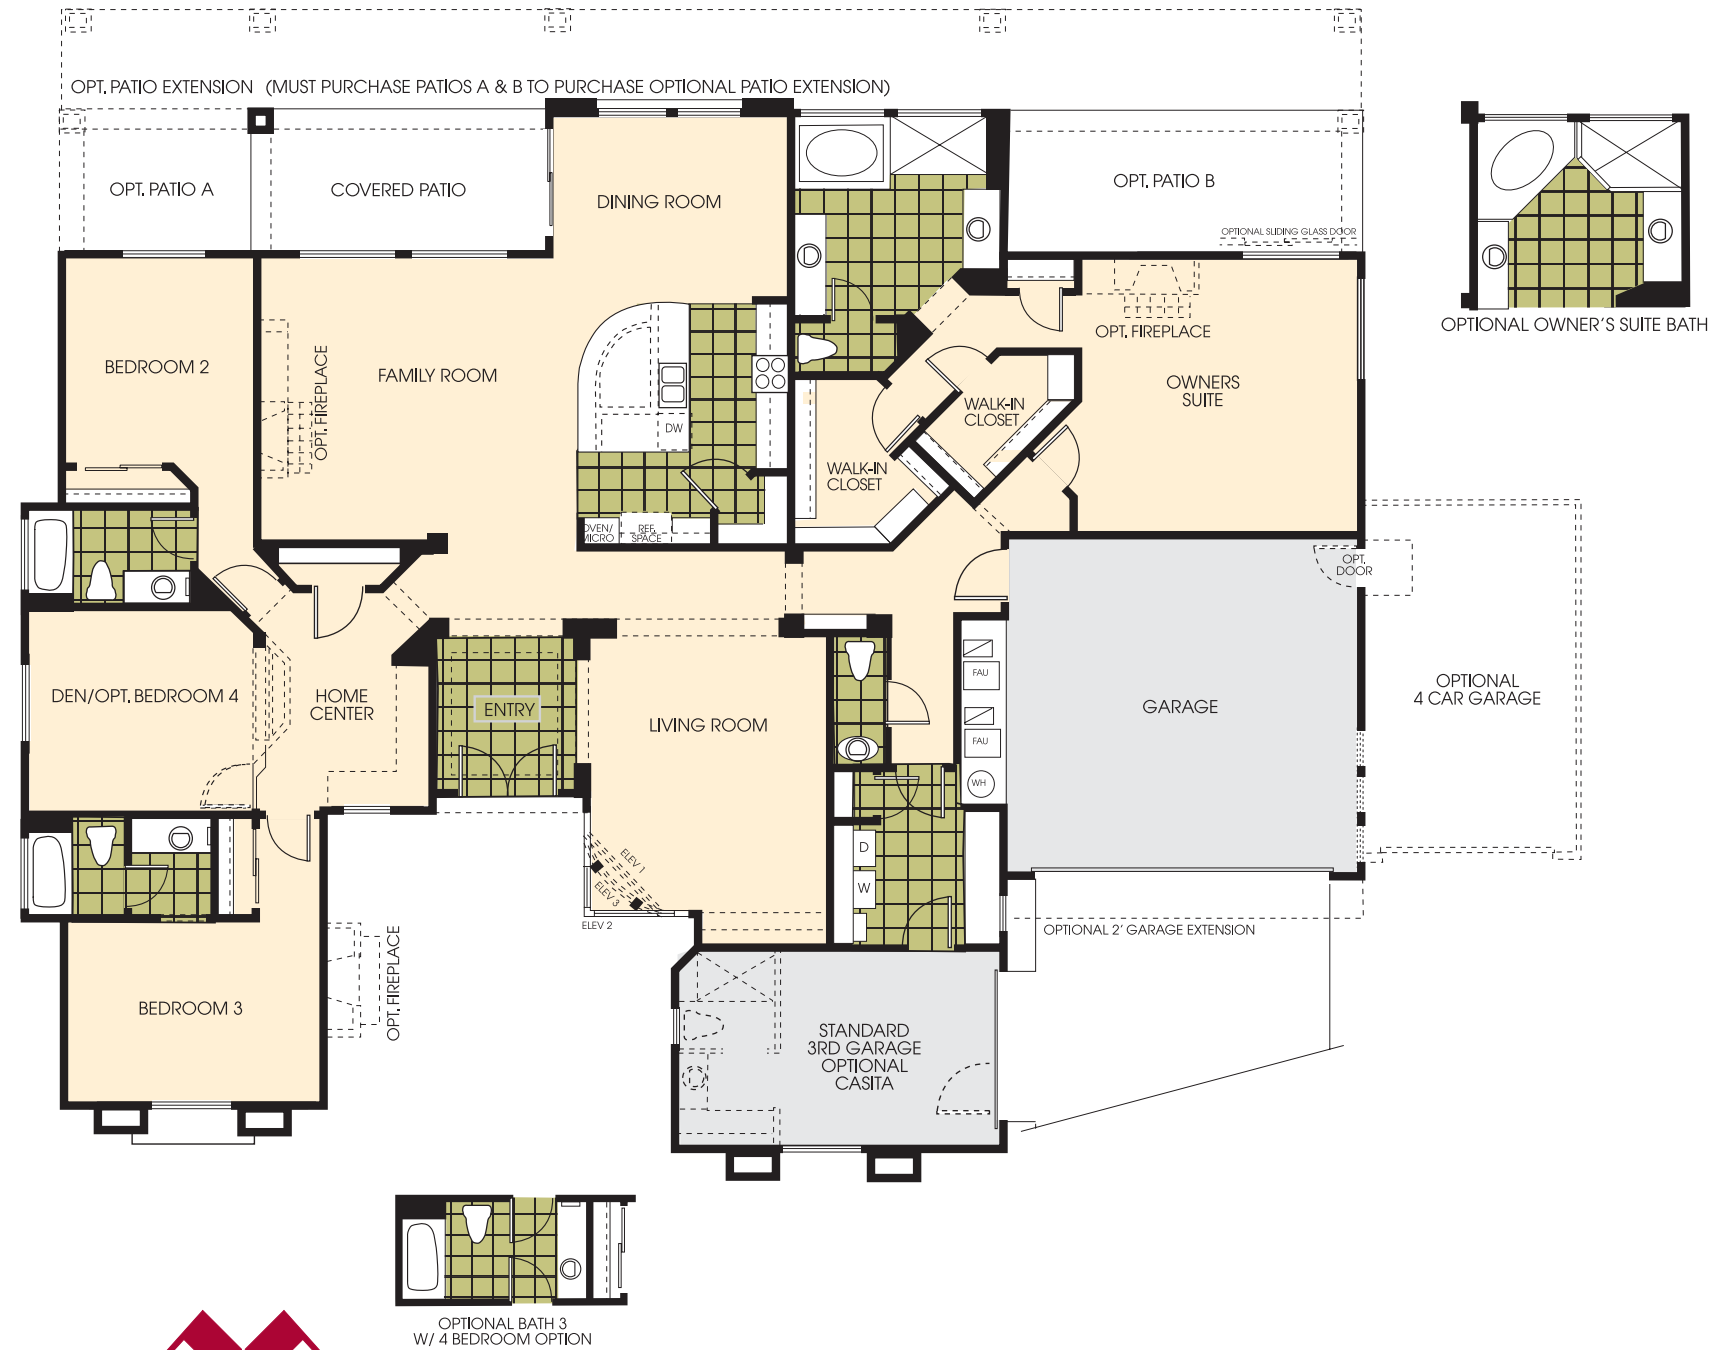 OPT. PATIO EXTENSION (MUST PURCHASE PATIOS A & B TO PURCHASE OPTIONAL PATIO EXTENSION)
OPT. PATIO A
COVERED PATIO
DINING ROOM
OPT. PATIO B
OPTIONAL SLIDING GLASS DOOR
OPTIONAL OWNER'S SUITE BATH
BEDROOM 2
OPT. FIREPLACE
FAMILY ROOM
DW
OPT. FIREPLACE
OWNERS
SUITE
WALK-IN
CLOSET
WALK-IN
CLOSET
OVEN/
MICRO
REF.
SPACE
OPT.
DOOR
DEN/OPT. BEDROOM 4
HOME
CENTER
ENTRY
LIVING ROOM
FAU
FAU
WH
GARAGE
OPTIONAL
4 CAR GARAGE
D
W
ELEV 1
ELEV 3
ELEV 2
OPTIONAL 2' GARAGE EXTENSION
BEDROOM 3
OPT. FIREPLACE
STANDARD
3RD GARAGE
OPTIONAL
CASITA
OPTIONAL BATH 3
W/ 4 BEDROOM OPTION